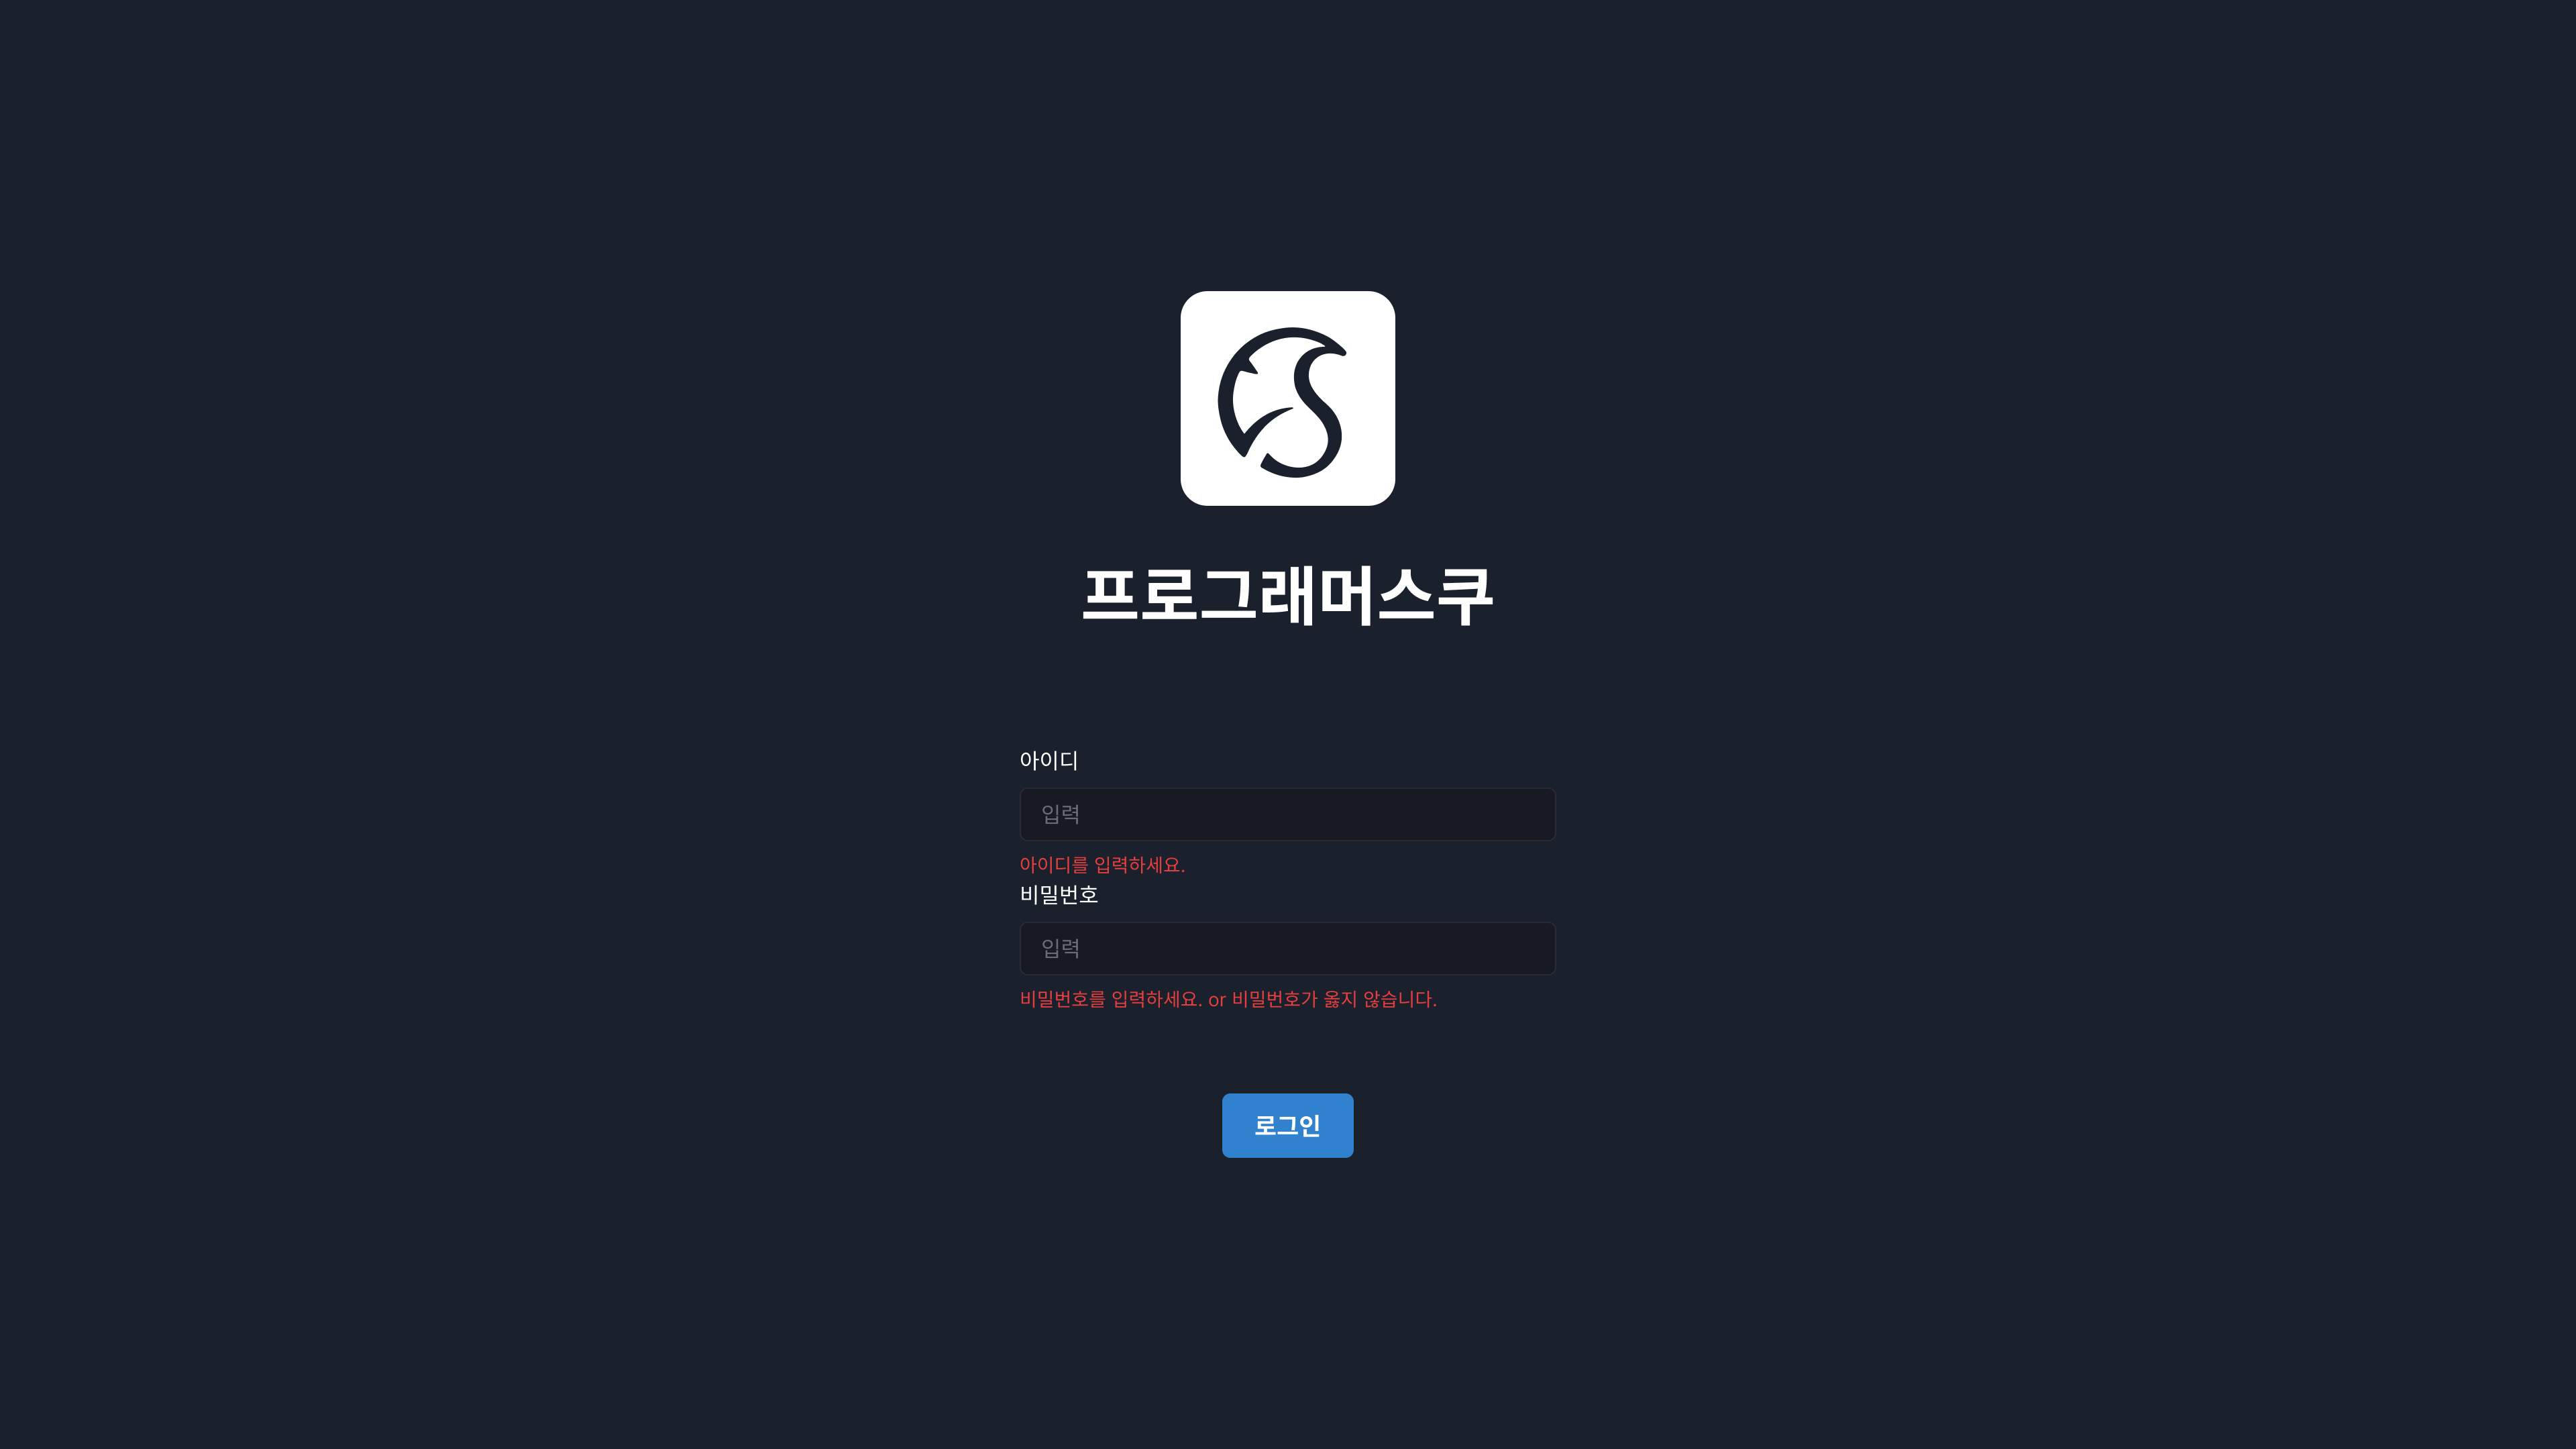 프로그래머스쿠
아이디
입력
아이디를 입력하세요.
비밀번호
입력
비밀번호를 입력하세요. or 비밀번호가 옳지 않습니다.
로그인